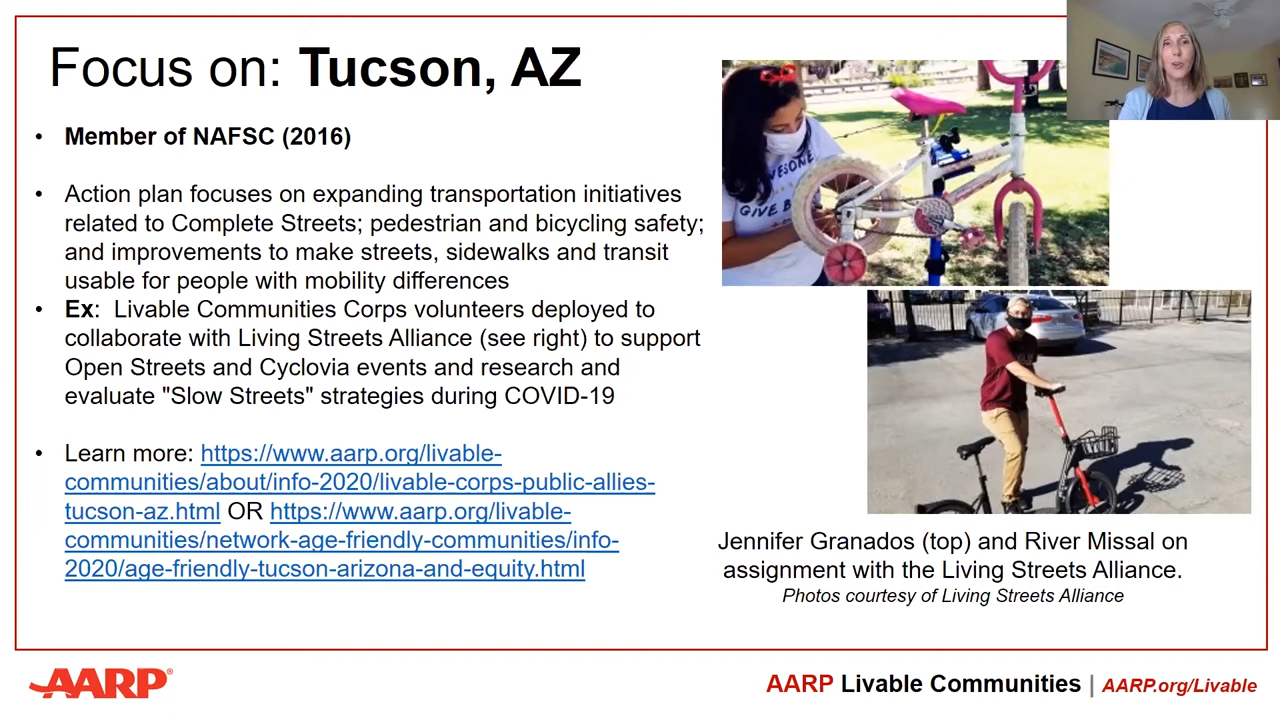 Focus on: Tucson, AZ
• Member of NAFSC (2016)
• Action plan focuses on expanding transportation initiatives
related to Complete Streets; pedestrian and bicycling safety;
and improvements to make streets, sidewalks and transit
usable for people with mobility differences
• Ex:  Livable Communities Corps volunteers deployed to
collaborate with Living Streets Alliance (see right) to support
Open Streets and Cyclovia events and research and
evaluate "Slow Streets" strategies during COVID-19
• Learn more: https://www.aarp.org/livable-
communities/about/info-2020/livable-corps-public-allies-
tucson-az.html OR https://www.aarp.org/livable-
communities/network-age-friendly-communities/info-
2020/age-friendly-tucson-arizona-and-equity.html
GIVE
Jennifer Granados (top) and River Missal on
assignment with the Living Streets Alliance.
Photos courtesy of Living Streets Alliance
AARP®
AARP Livable Communities | AARP.org/Livable